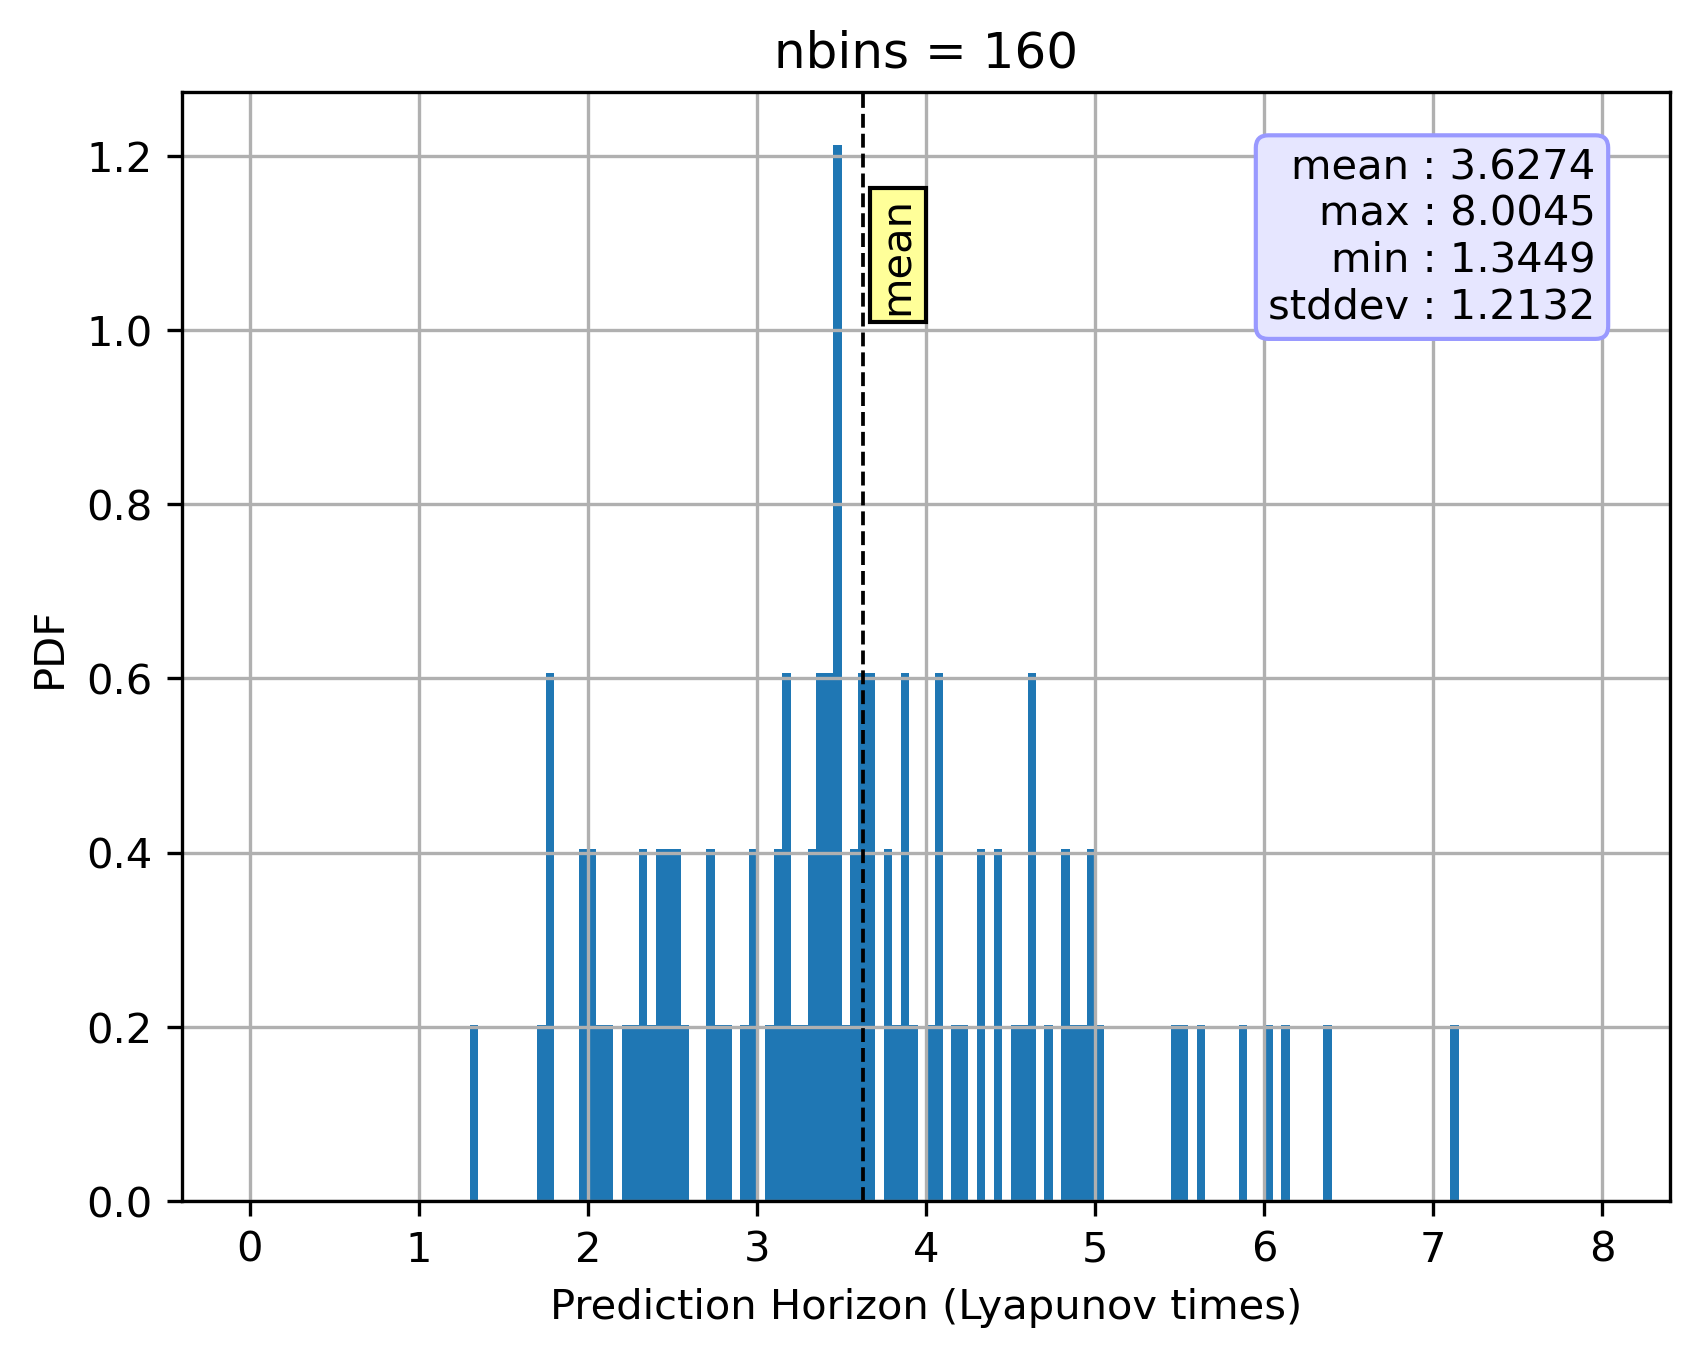 nbins = 160
mean : 3.6274
max : 8.0045
min : 1.3449
stddev : 1.2132
mean
PDF
1.2
1.0
0.8
0.6
0.4
0.2
0.0
0 1 2 3 4 5 6 7 8
Prediction Horizon (Lyapunov times)